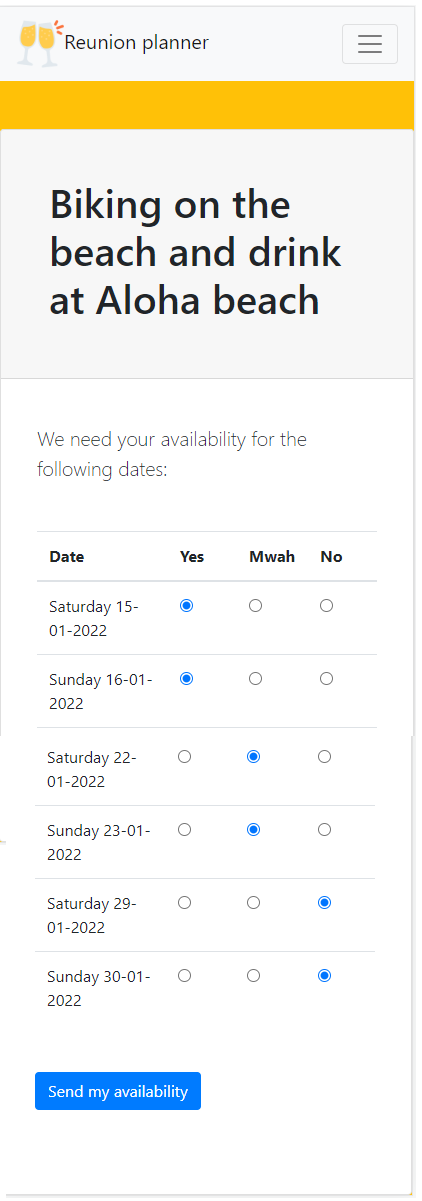 Reunion planner
Biking on the
beach and drink
at Aloha beach
We need your availability for the
following dates:
Date Yes Mwah No
Saturday 15-
01-2022
Sunday 16-01-
2022
Saturday 22-
01-2022
Sunday 23-01-
2022
Saturday 29-
01-2022
Sunday 30-01-
2022
Send my availability